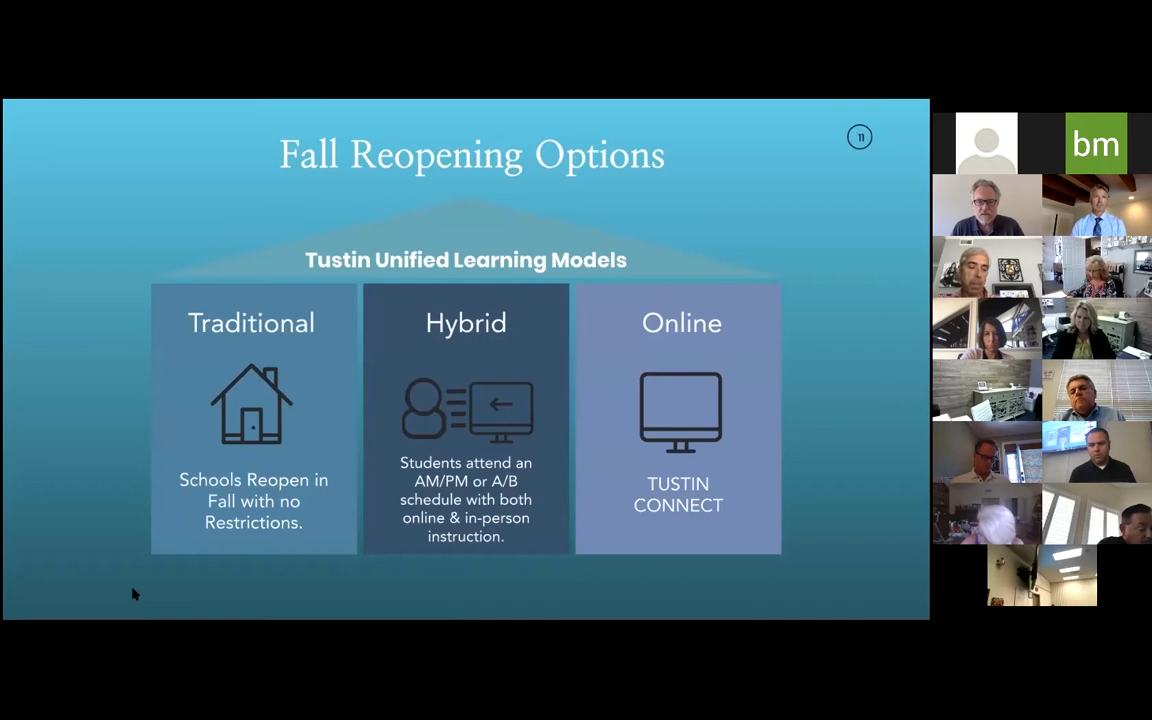 Fall Reopening Options
11
bm
Tustin Unified Learning Models
Traditional
Hybrid
Online
Schools Reopen in
Fall with no
Restrictions.
Students attend an
AM/PM or A/B
schedule with both
online & in-person
instruction.
TUSTIN
CONNECT